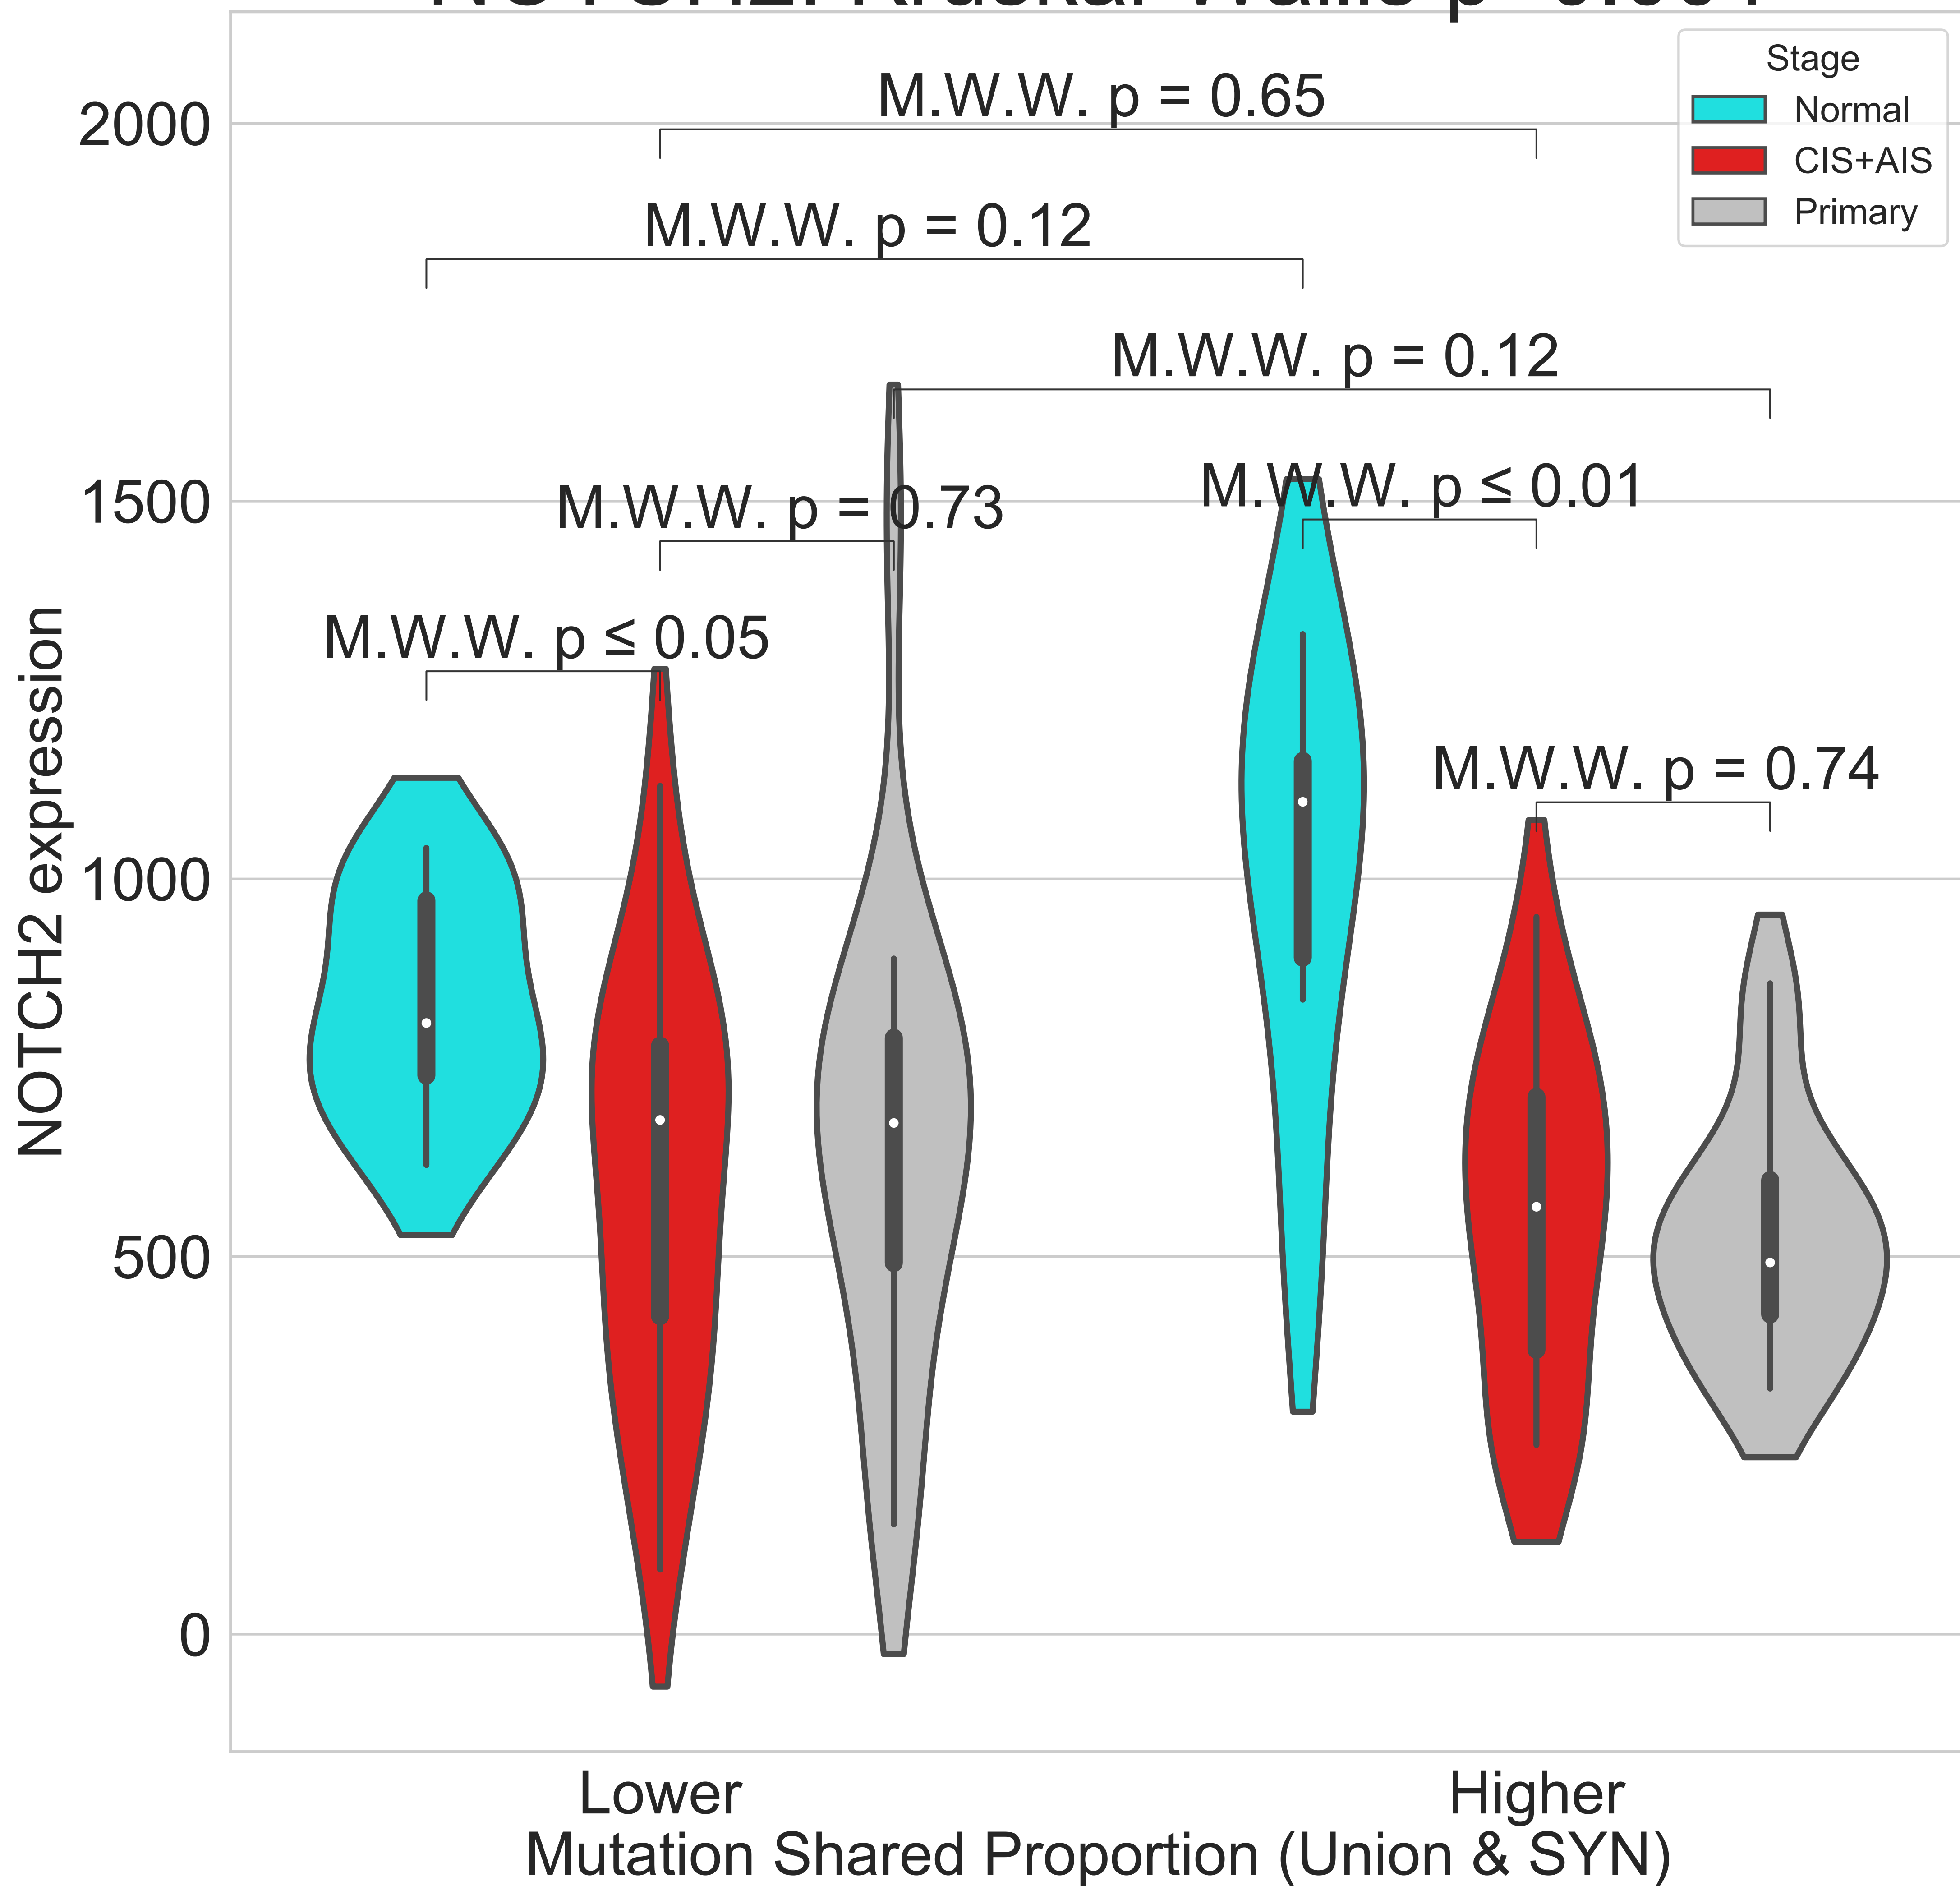 Stage
Normal
CIS+AIS
Primary
M.W.W. p = 0.65
M.W.W. p = 0.12
M.W.W. p = 0.12
M.W.W. p = 0.73
M.W.W. p ≤ 0.01
M.W.W. p ≤ 0.05
M.W.W. p = 0.74
2000
1500
1000
500
0
NOTCH2 expression
Lower
Higher
Mutation Shared Proportion (Union & SYN)